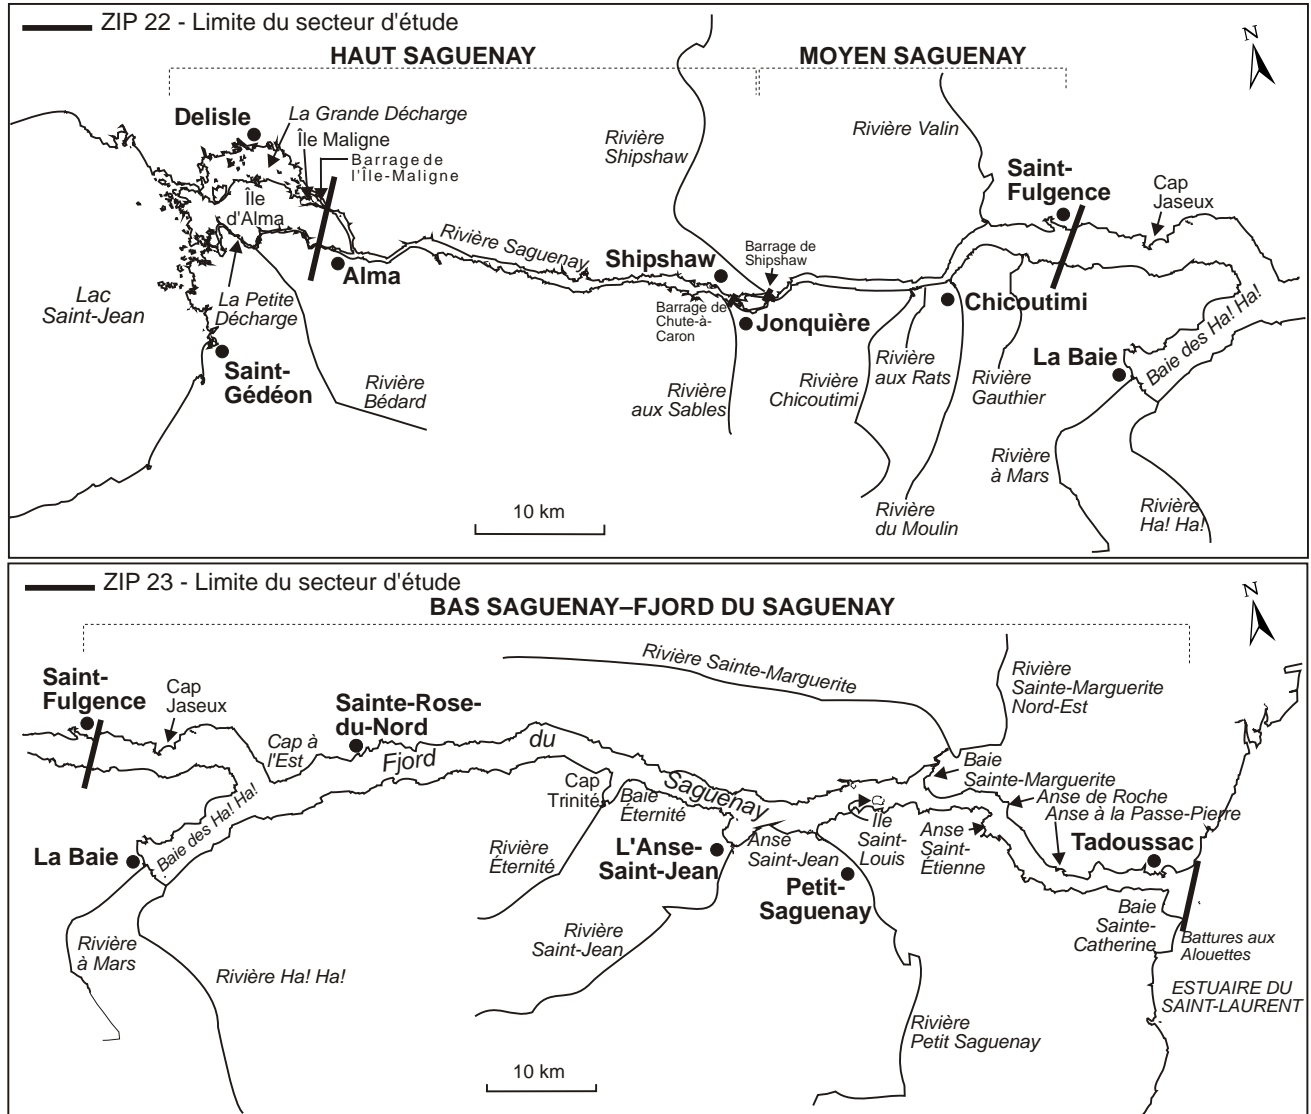 ZIP 22 - Limite du secteur d'étude
HAUT SAGUENAY
MOYEN SAGUENAY
N
Delisle
La Grande Décharge
Île Maligne
Barrage de
l'Île-Maligne
Île
d'Alma
Rivière
Shipshaw
Rivière Valin
Saint-
Fulgence
Cap
Jaseux
Rivière Saguenay
Shipshaw
Barrage de
Shipshaw
Alma
Lac
Saint-Jean
La Petite
Décharge
Barrage de
Chute-à-
Caron
Jonquière
Chicoutimi
Baie des Ha! Ha!
La Baie
Saint-
Gédéon
Rivière
Bédard
Rivière
aux Sables
Rivière
Chicoutimi
Rivière
aux Rats
Rivière
Gauthier
Rivière
à Mars
Rivière
du Moulin
Rivière
Ha! Ha!
10 km
ZIP 23 - Limite du secteur d'étude
BAS SAGUENAY–FJORD DU SAGUENAY
N
Saint-
Fulgence
Cap
Jaseux
Cap à
l'Est
Sainte-Rose-
du-Nord
Fjord
du
Saguenay
Rivière Sainte-Marguerite
Rivière
Sainte-Marguerite
Nord-Est
Baie
Sainte-Marguerite
Anse de Roche
Anse à la Passe-Pierre
Tadoussac
Cap
Trinité
Baie
Éternité
Rivière
Éternité
L'Anse-
Saint-Jean
Anse
Saint-Jean
Île
Saint-
Louis
Anse
Saint-
Étienne
Petit-
Saguenay
La Baie
Baie des Ha! Ha!
Rivière
à Mars
Rivière Ha! Ha!
Rivière
Saint-Jean
Baie
Sainte-
Catherine
Battures aux
Alouettes
ESTUAIRE DU
SAINT-LAURENT
Rivière
Petit Saguenay
10 km